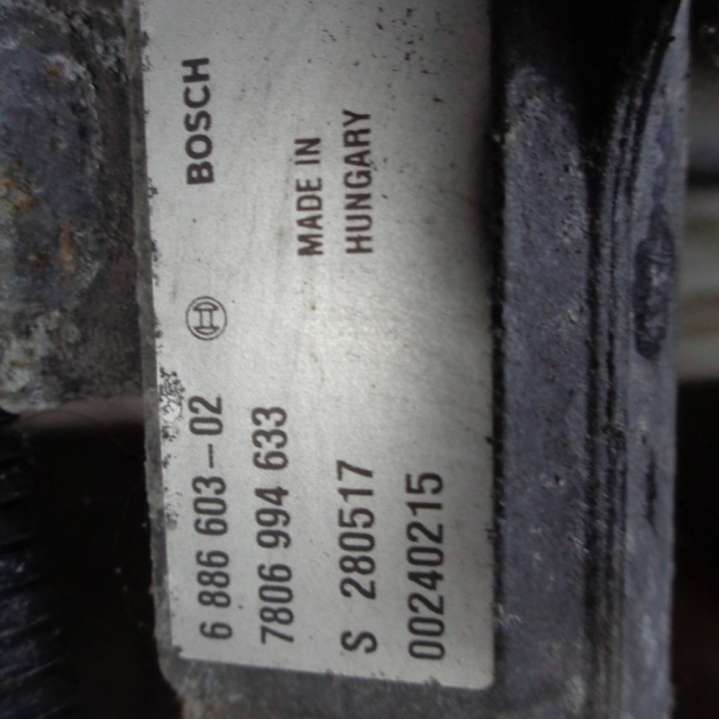 6 886 603-02 BOSCH
7806 994 633
MADE IN
HUNGARY
S 280517
00240215